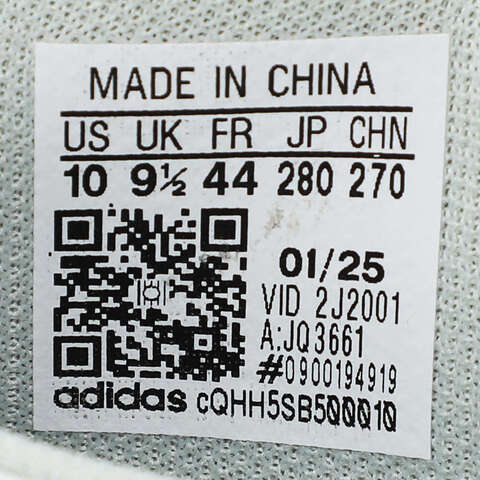 MADE IN CHINA
US UK FR JP CHN
10 9½ 44 280 270
01/25
VID 2J2001
A:JQ3661
#0900194919
adidas cQHH5SB500010